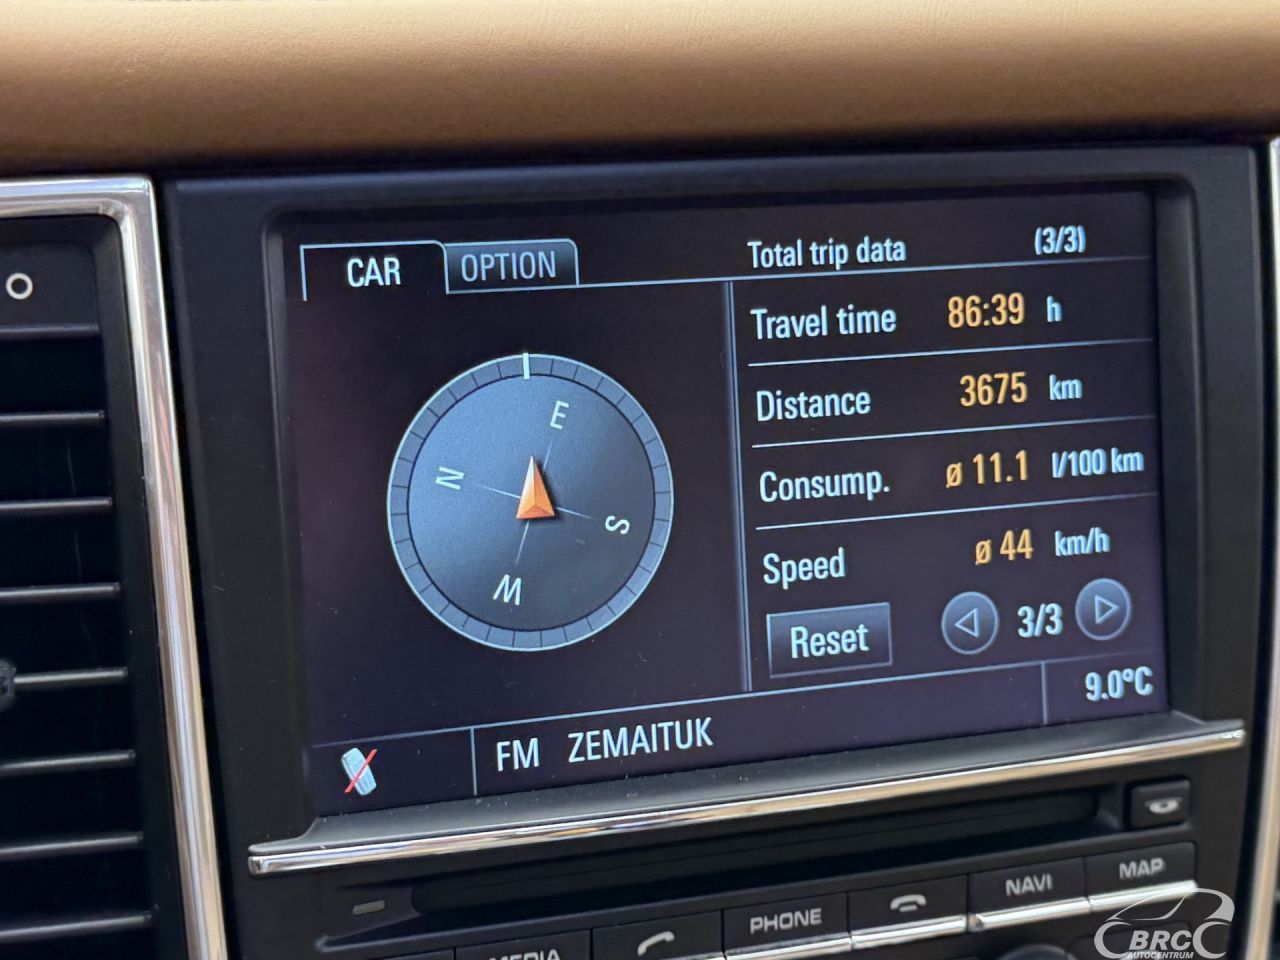 CAR
OPTION
Total trip data (3/3)
Travel time 86:39 h
Distance 3675 km
Consump. ø 11.1 l/100 km
Speed ø 44 km/h
Reset 3/3
E
N
S
W
9.0°C
FM ZEMAITUK
MAP
NAVI
PHONE
MEDIA
BRC
AUTOCENTRUM